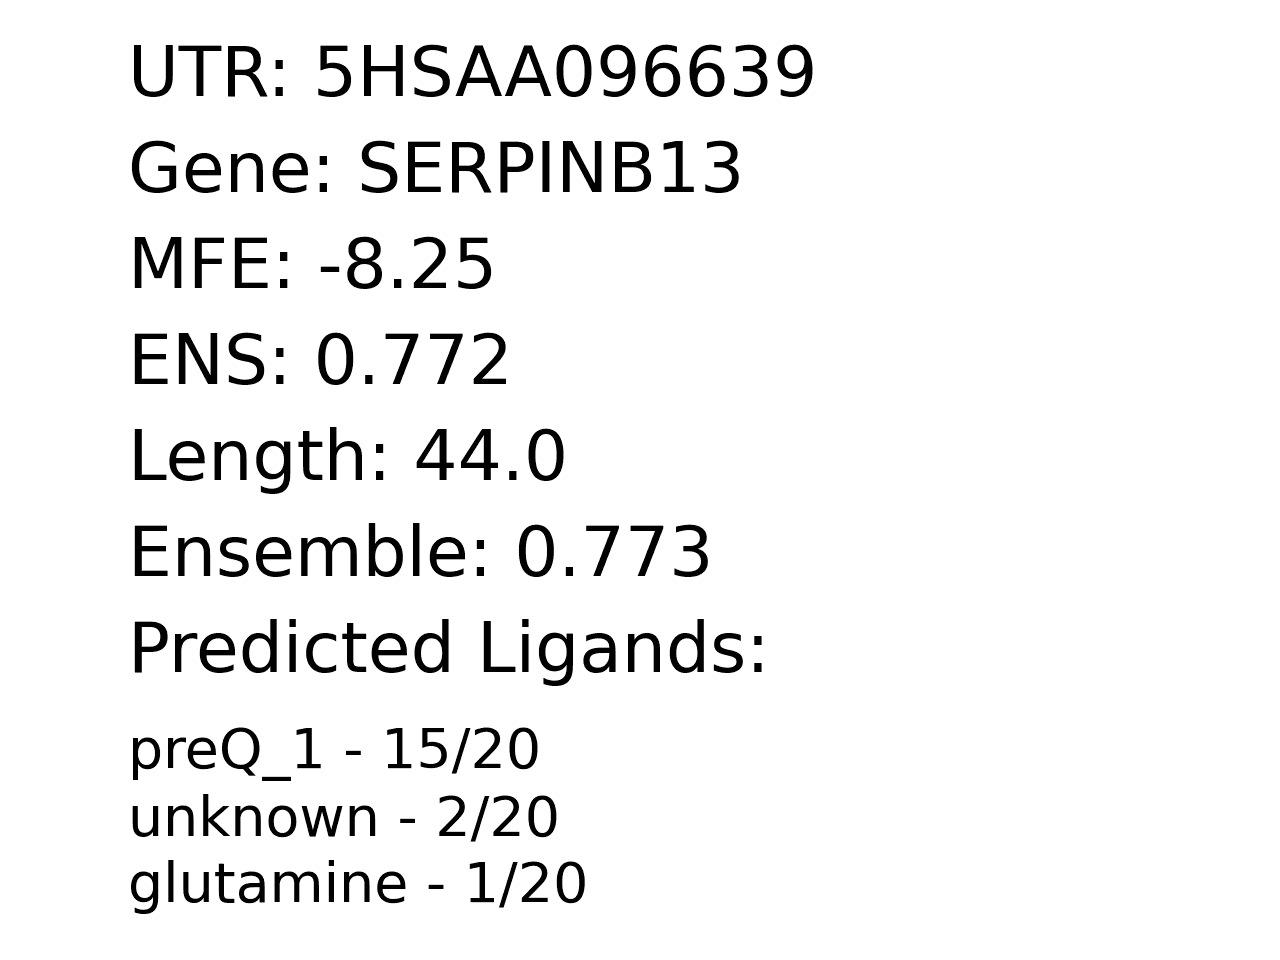 UTR: 5HSAA096639
Gene: SERPINB13
MFE: -8.25
ENS: 0.772
Length: 44.0
Ensemble: 0.773
Predicted Ligands:
preQ_1 - 15/20
unknown - 2/20
glutamine - 1/20